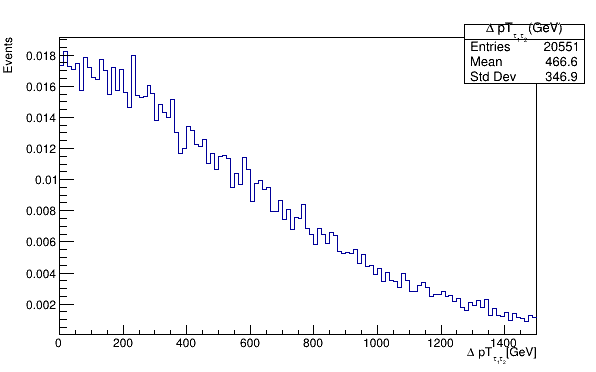 Δ pTτ1τ2 (GeV)
Entries 20551
Mean 466.6
Std Dev 346.9
Events
0.018
0.016
0.014
0.012
0.01
0.008
0.006
0.004
0.002
0 200 400 600 800 1000 1200 1400
Δ pTτ1τ2[GeV]